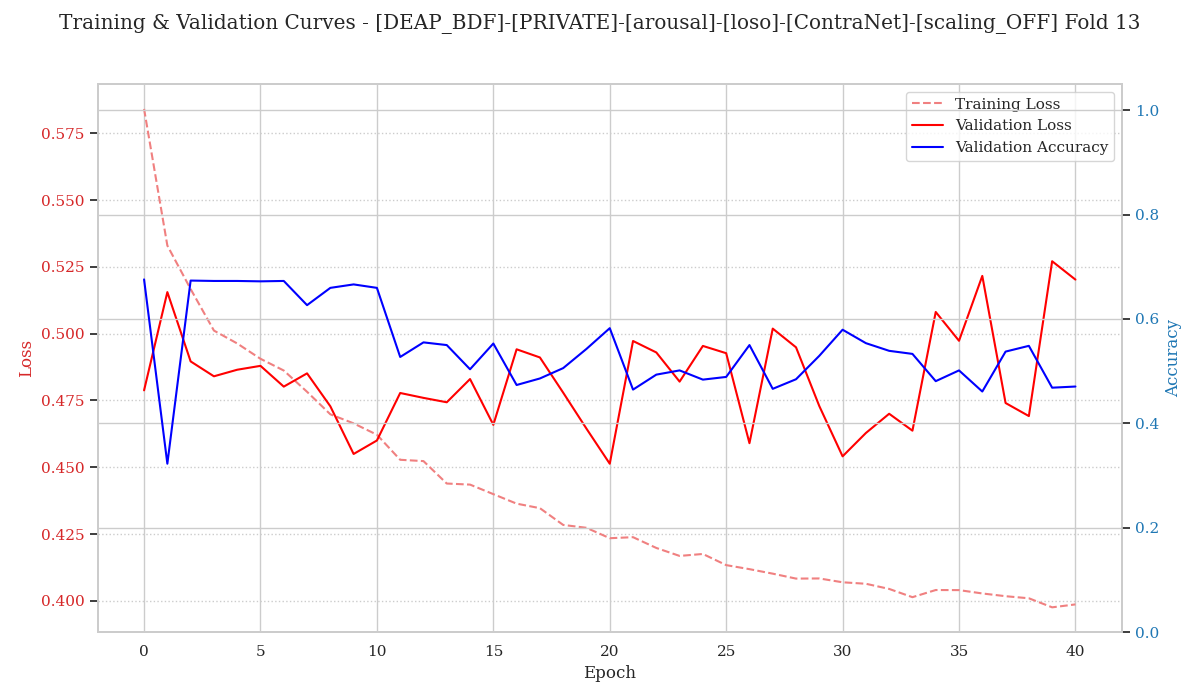 Training & Validation Curves - [DEAP_BDF]-[PRIVATE]-[arousal]-[loso]-[ContraNet]-[scaling_OFF] Fold 13
Training Loss
Validation Loss
Validation Accuracy
Loss
0.575
0.550
0.525
0.500
0.475
0.450
0.425
0.400
1.0
0.8
0.6
0.4
0.2
0.0
Accuracy
0 5 10 15 20 25 30 35 40
Epoch